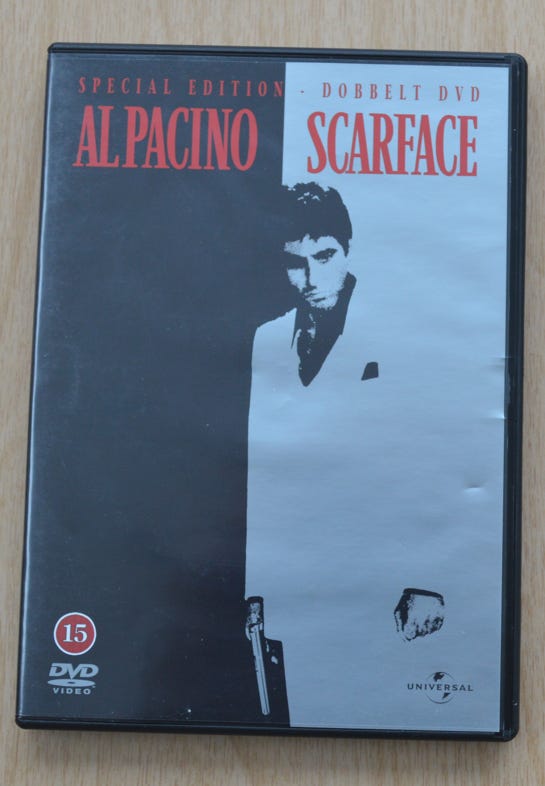 SPECIAL EDITION - DOBBELT DVD
AL PACINO SCARFACE
15
DVD
VIDEO
UNIVERSAL